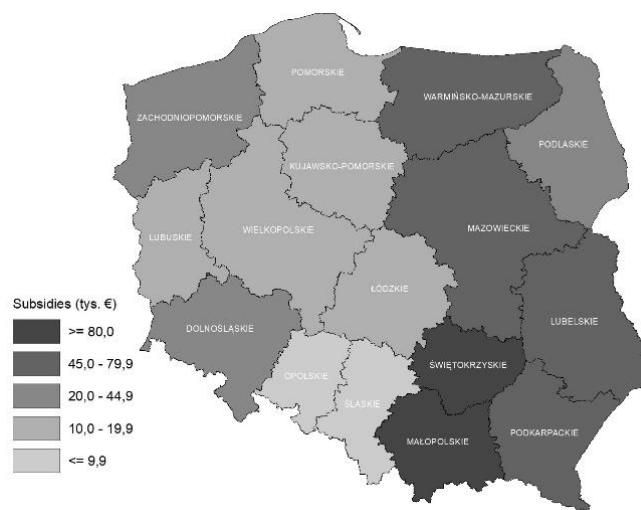 POMORSKIE
WARMIŃSKO-MAZURSKIE
ZACHODNIOPOMORSKIE
PODLASKIE
KUJAWSKO-POMORSKIE
MAZOWIECKIE
WIELKOPOLSKIE
LUBUSKIE
ŁÓDZKIE
LUBELSKIE
DOLNOŚLĄSKIE
ŚWIĘTOKRZYSKIE
OPOLSKIE
ŚLĄSKIE
MAŁOPOLSKIE
PODKARPACKIE
Subsidies (tys. €)
>= 80,0
45,0 - 79,9
20,0 - 44,9
10,0 - 19,9
<= 9,9